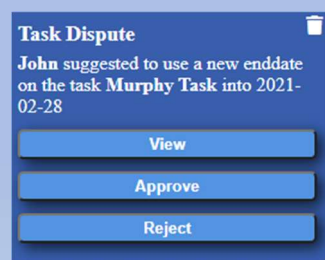 Task Dispute
John suggested to use a new enddate
on the task Murphy Task into 2021-
02-28
View
Approve
Reject